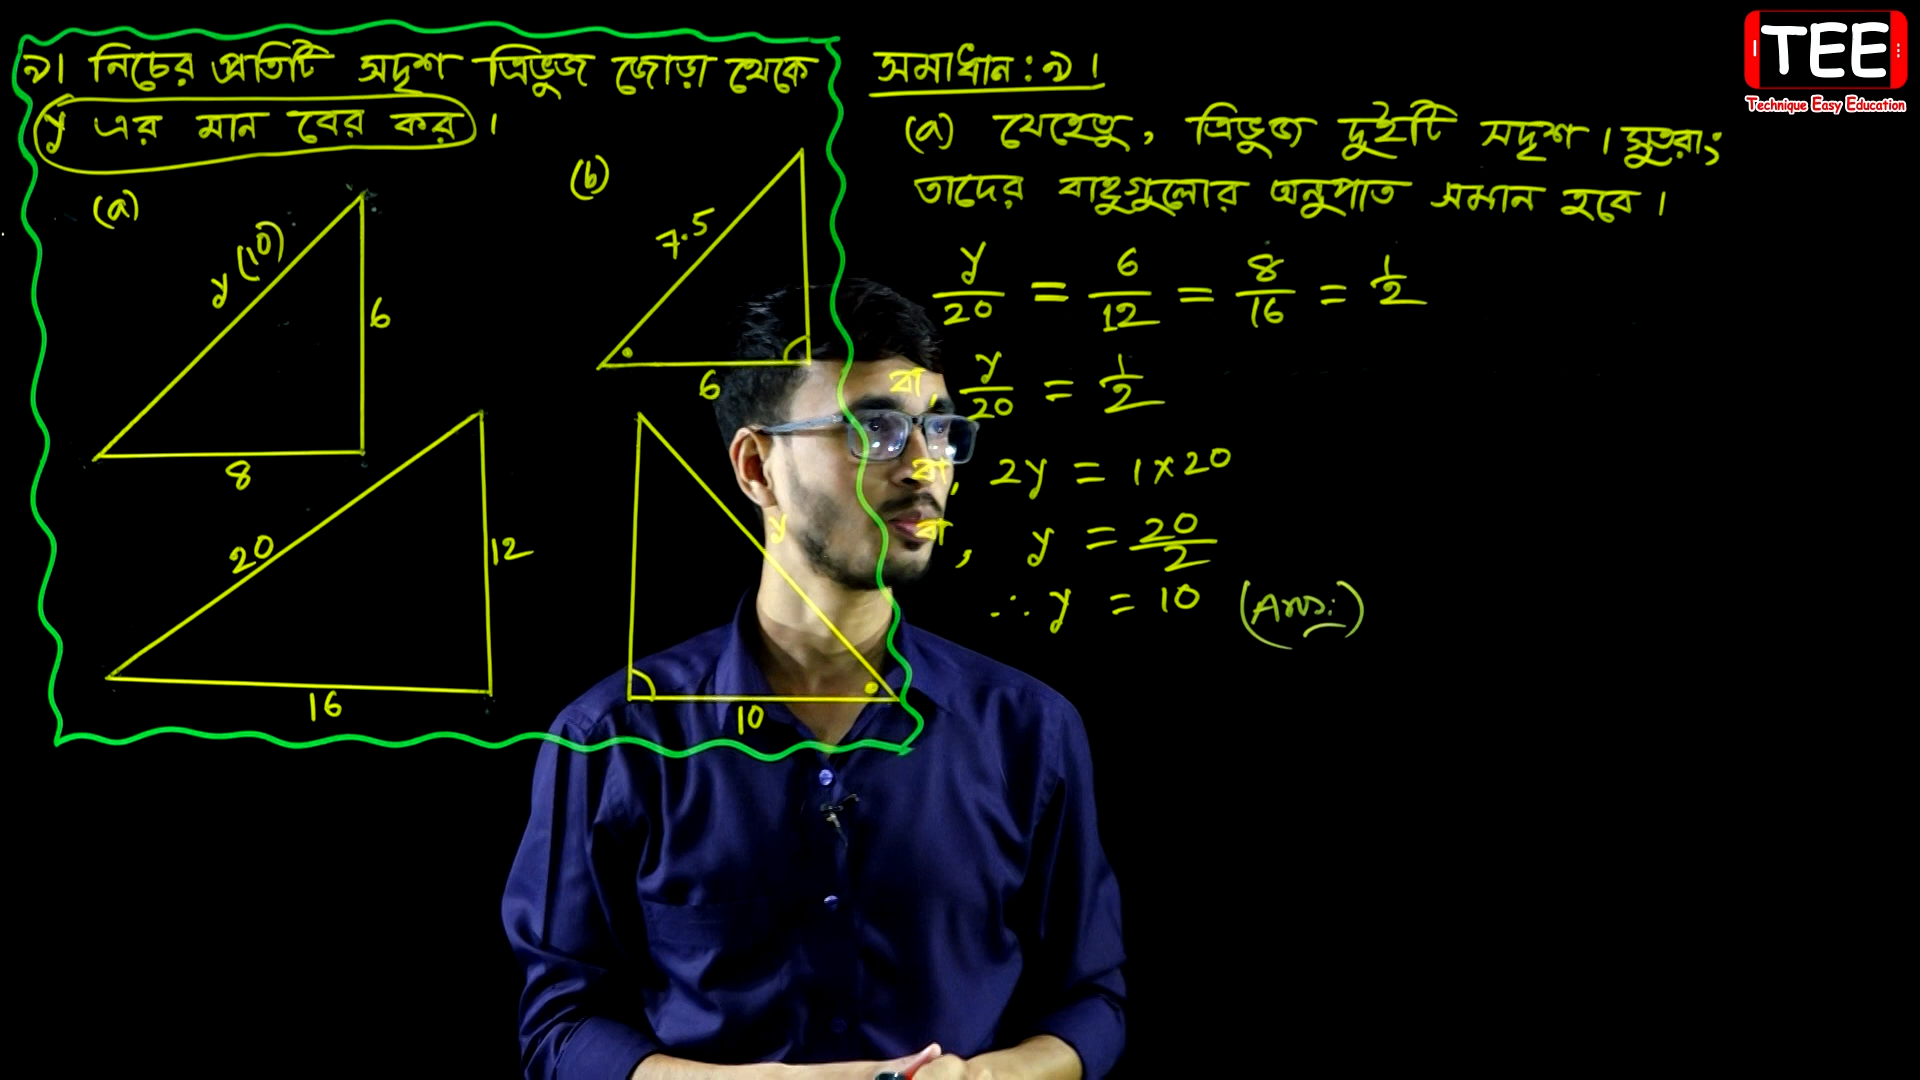 ৯। নিচের প্রতিটি সদৃশ ত্রিভুজ জোড়া থেকে
y এর মান বের কর।
(a)
y (10)
6
8
20
12
16
(b)
7.5
6
y
10
সমাধান: ৯।
(a) যেহেতু, ত্রিভুজ দুইটি সদৃশ। সুতরাং
তাদের বাহুগুলোর অনুপাত সমান হবে।
y/20 = 6/12 = 8/16 = 1/2
বা, y/20 = 1/2
বা, 2y = 1 × 20
বা, y = 20/2
∴ y = 10 (Ans:)
TEE
Technique Easy Education